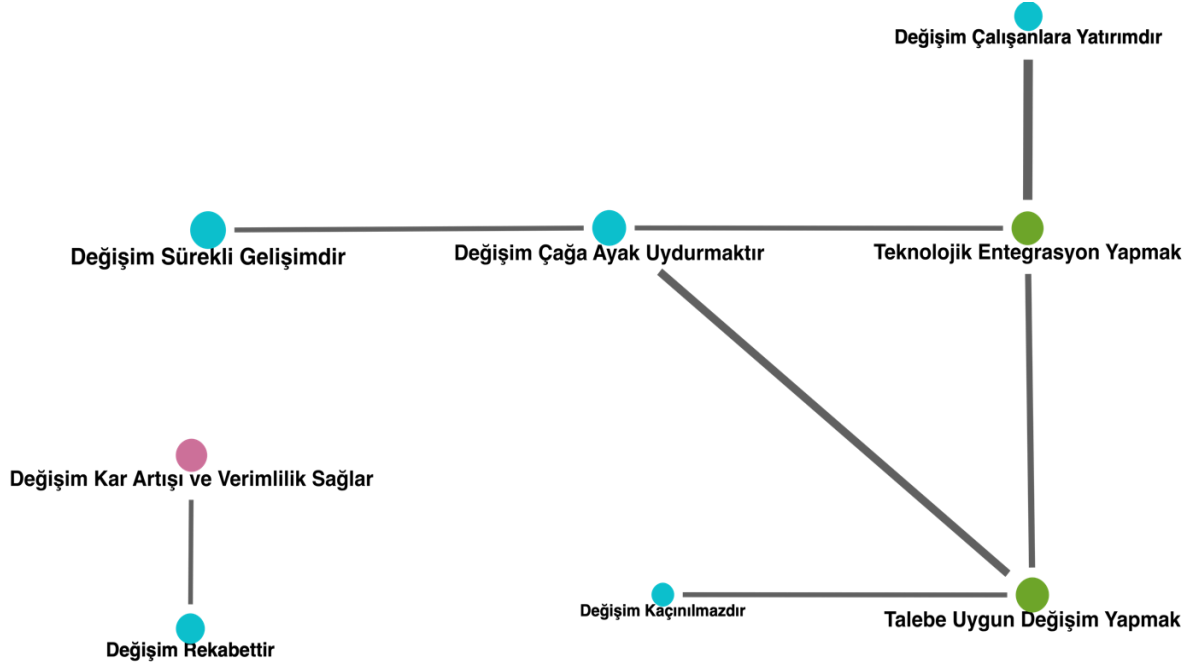 Değişim Çalışanlara Yatırımdır
Değişim Sürekli Gelişimdir
Değişim Çağa Ayak Uydurmaktır
Teknolojik Entegrasyon Yapmak
Değişim Kar Artışı ve Verimlilik Sağlar
Değişim Kaçınılmazdır
Talebe Uygun Değişim Yapmak
Değişim Rekabettir